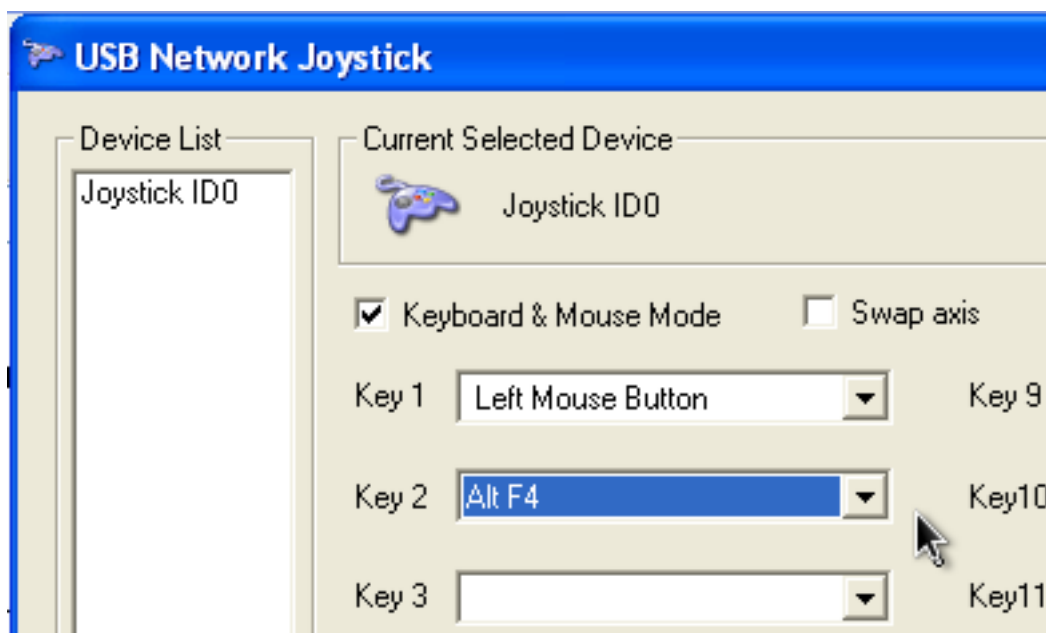 USB Network Joystick
Device List
Current Selected Device
Joystick ID0
Joystick ID0
Keyboard & Mouse Mode
Swap axis
Key 1
Left Mouse Button
Key 9
Key 2
Alt F4
Key10
Key 3
Key11